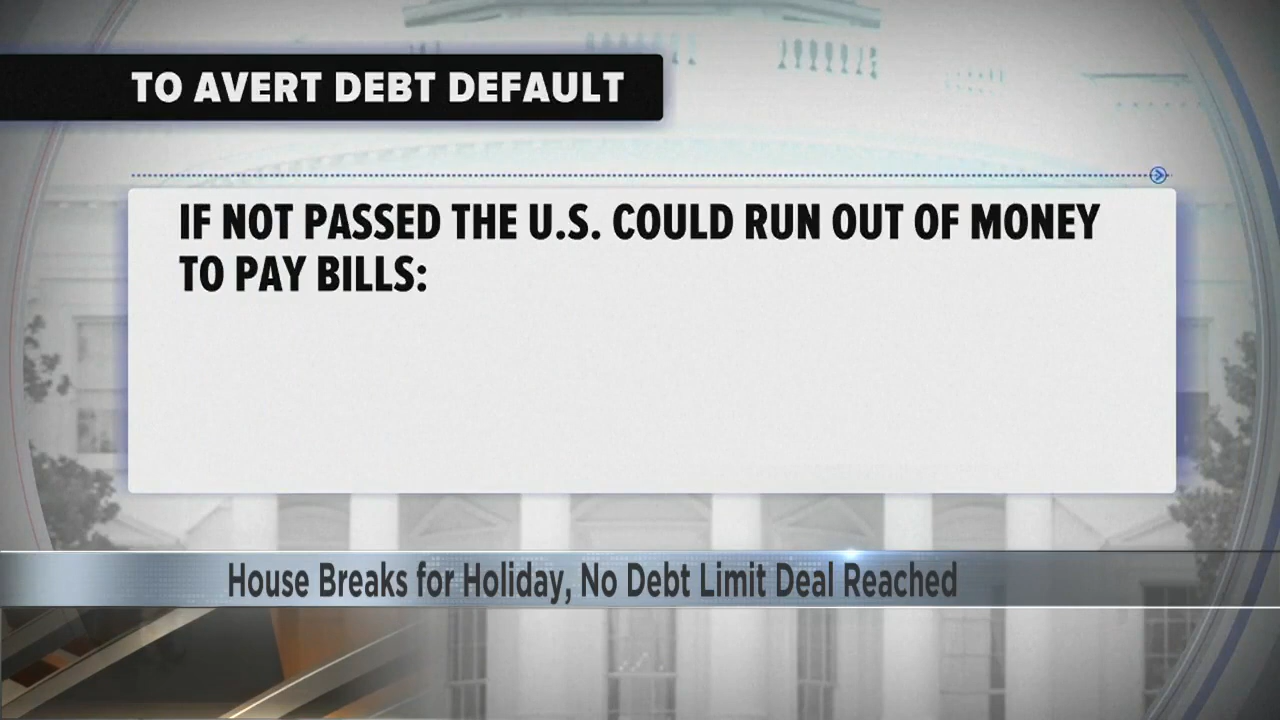 TO AVERT DEBT DEFAULT
IF NOT PASSED THE U.S. COULD RUN OUT OF MONEY
TO PAY BILLS:
House Breaks for Holiday, No Debt Limit Deal Reached